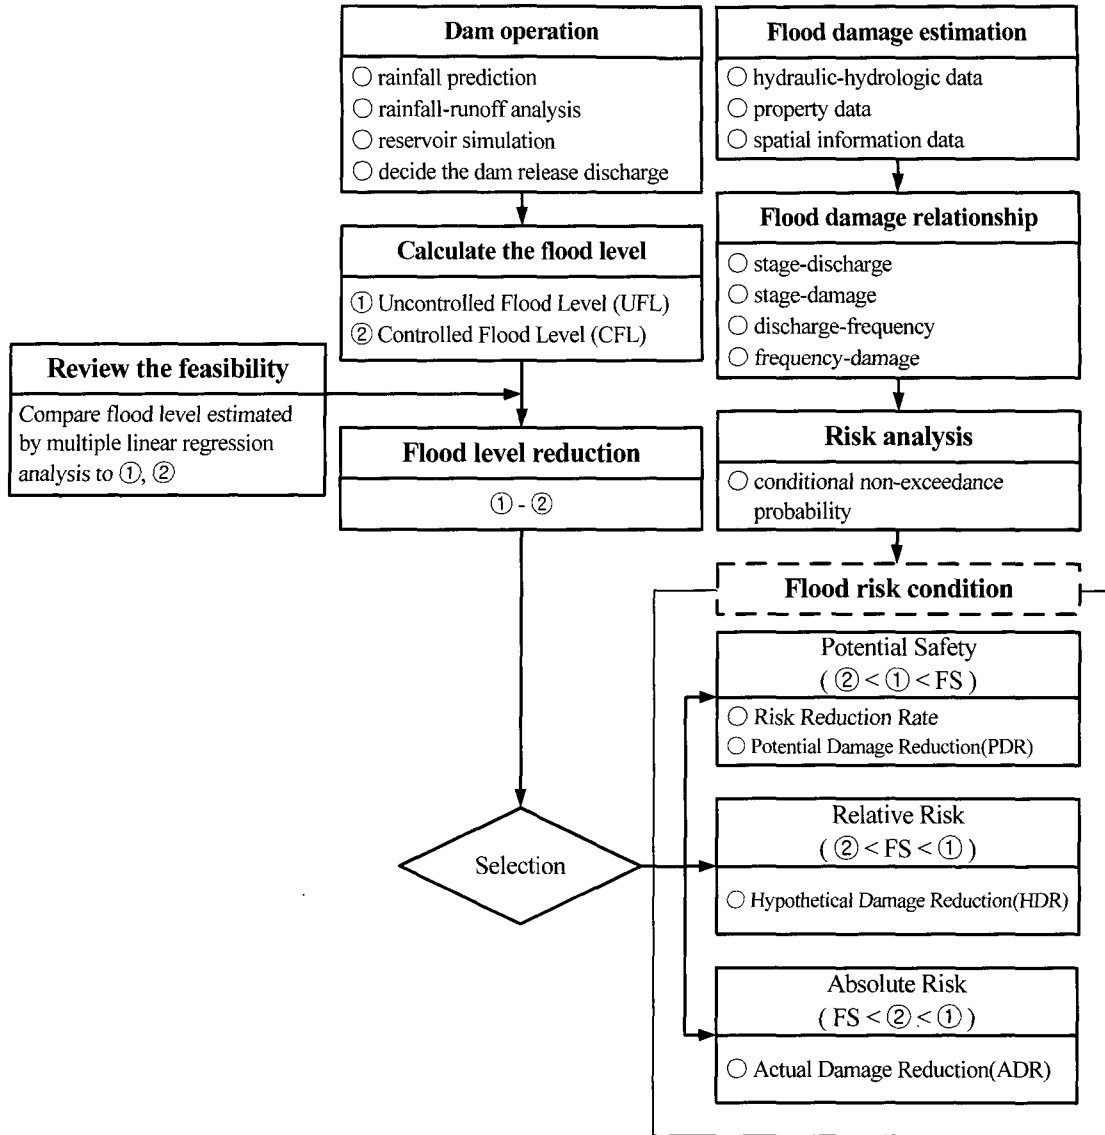 Dam operation
○ rainfall prediction
○ rainfall-runoff analysis
○ reservoir simulation
○ decide the dam release discharge
Calculate the flood level
① Uncontrolled Flood Level (UFL)
② Controlled Flood Level (CFL)
Review the feasibility
Compare flood level estimated
by multiple linear regression
analysis to ①, ②
Flood level reduction
① - ②
Selection
Flood damage estimation
○ hydraulic-hydrologic data
○ property data
○ spatial information data
Flood damage relationship
○ stage-discharge
○ stage-damage
○ discharge-frequency
○ frequency-damage
Risk analysis
○ conditional non-exceedance
probability
Flood risk condition
Potential Safety
( ② < ① < FS )
○ Risk Reduction Rate
○ Potential Damage Reduction(PDR)
Relative Risk
( ② < FS < ① )
○ Hypothetical Damage Reduction(HDR)
Absolute Risk
( FS < ② < ① )
○ Actual Damage Reduction(ADR)